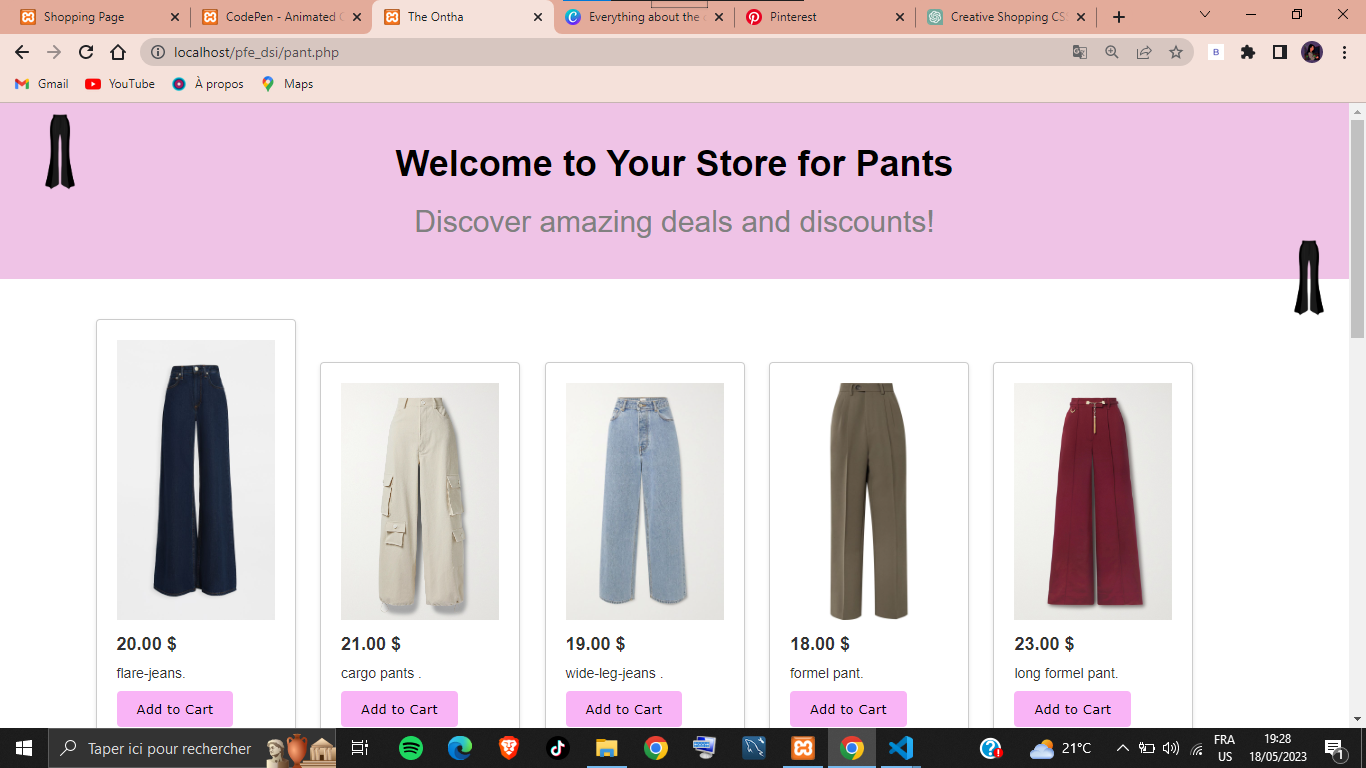 Shopping Page
CodePen - Animated
The Ontha
Everything about the
Pinterest
Creative Shopping CS
localhost/pfe_dsi/pant.php
B
Gmail
YouTube
À propos
Maps
Welcome to Your Store for Pants
Discover amazing deals and discounts!
20.00 $
flare-jeans.
Add to Cart
21.00 $
cargo pants .
Add to Cart
19.00 $
wide-leg-jeans .
Add to Cart
18.00 $
formel pant.
Add to Cart
23.00 $
long formel pant.
Add to Cart
Taper ici pour rechercher
21°C
FRA
US
19:28
18/05/2023
1